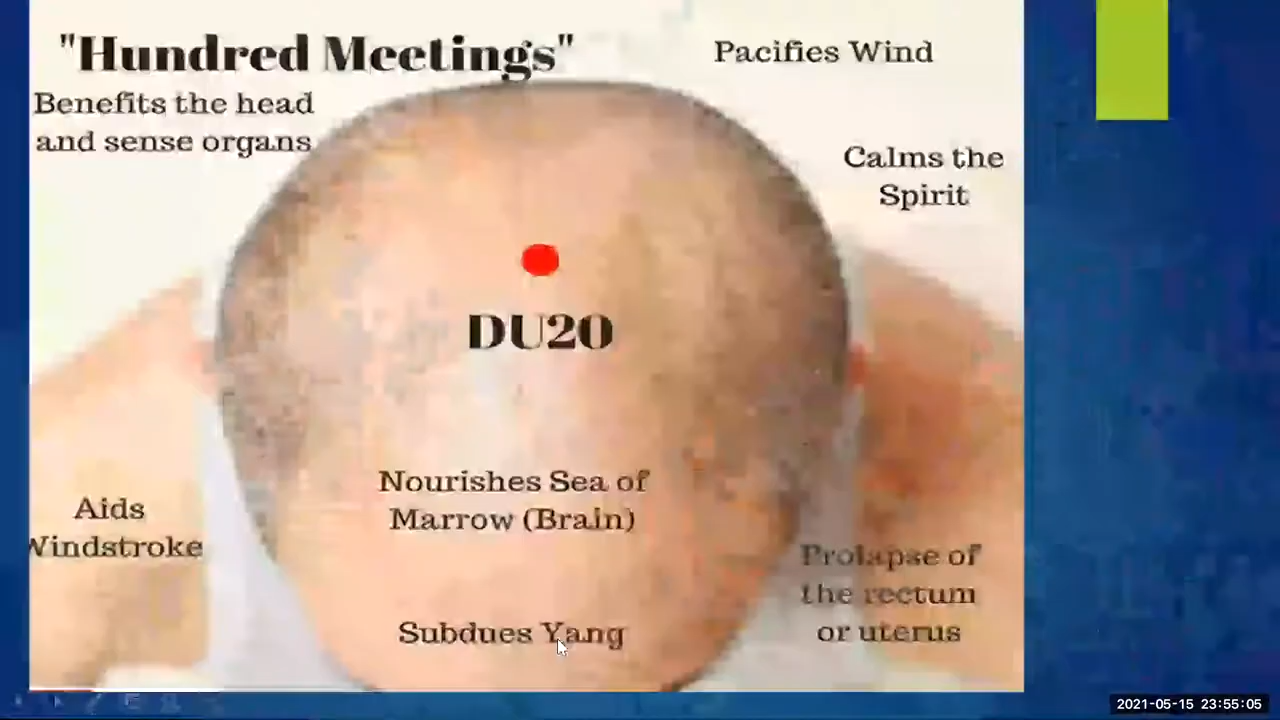 "Hundred Meetings"
Pacifies Wind
Benefits the head
and sense organs
Calms the
Spirit
DU20
Nourishes Sea of
Marrow (Brain)
Aids
Windstroke
Prolapse of
the rectum
or uterus
Subdues Yang
2021-05-15 23:55:05